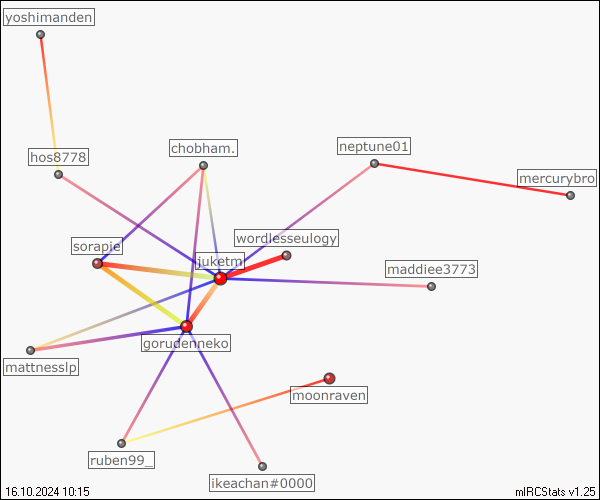 yoshimanden
hos8778
chobham.
neptune01
mercurybro
sorapie
juketm
wordlesseulogy
maddiee3773
gorudenneko
mattnesslp
moonraven
ruben99_
ikeachan#0000
16.10.2024 10:15
mIRCStats v1.25